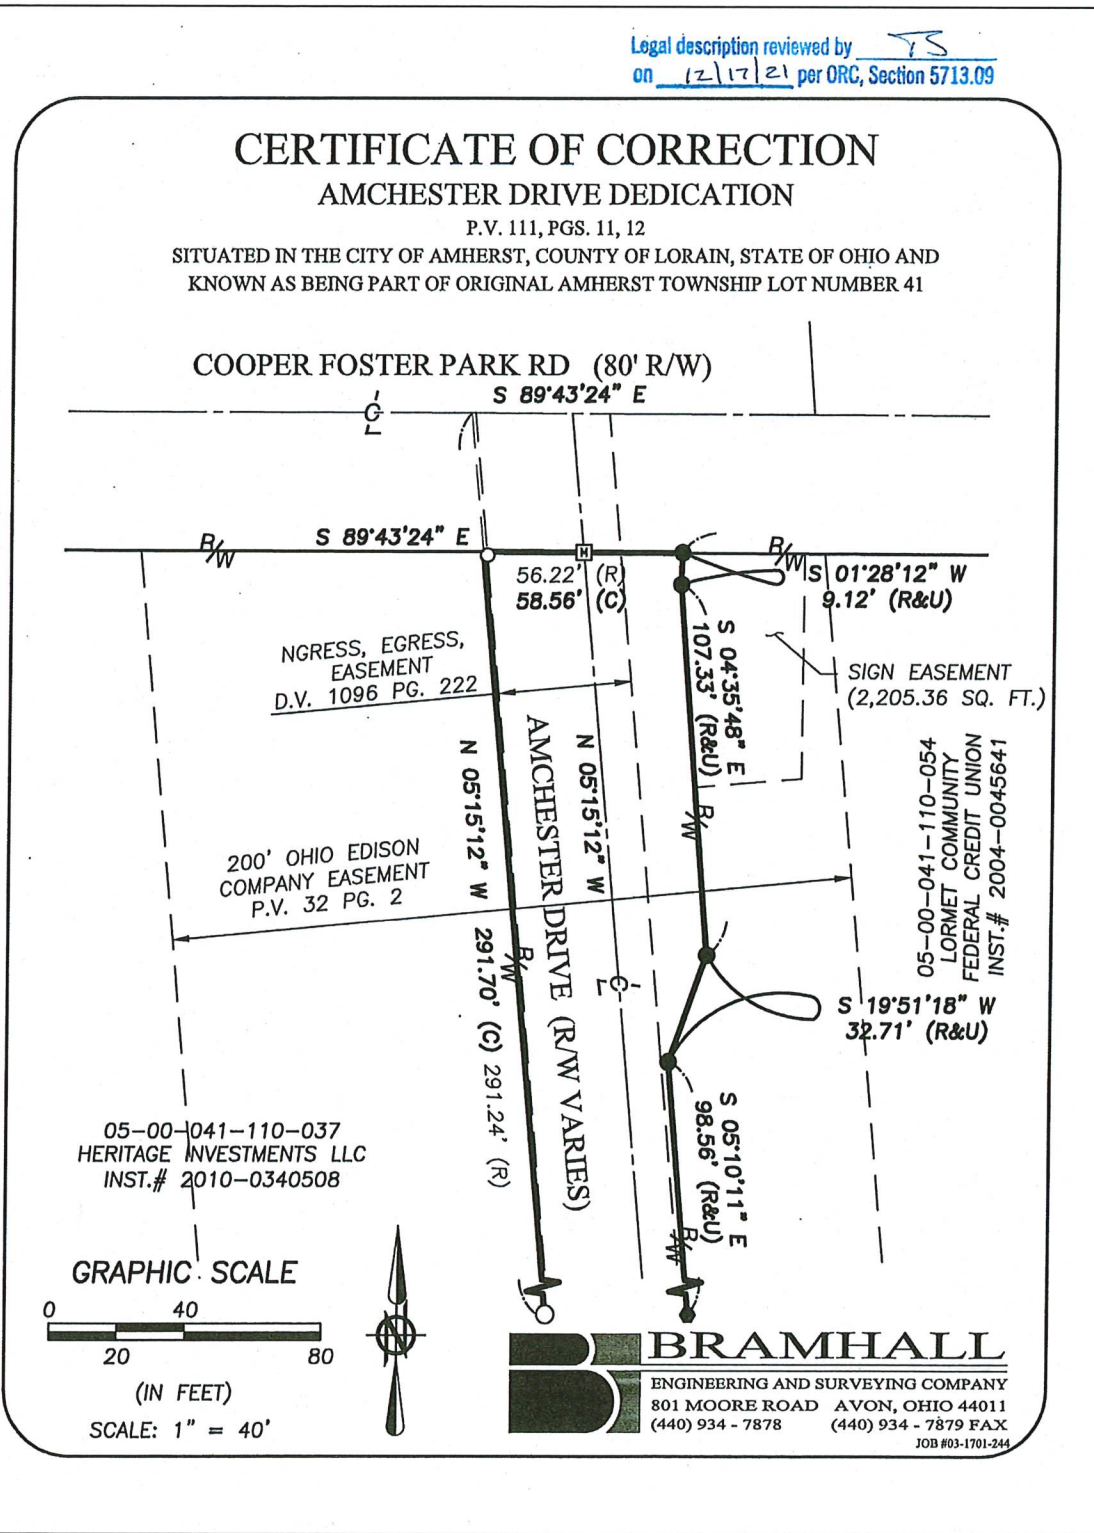 Legal description reviewed by TS
on 12/17/21 per ORC, Section 5713.09
CERTIFICATE OF CORRECTION
AMCHESTER DRIVE DEDICATION
P.V. 111, PGS. 11, 12
SITUATED IN THE CITY OF AMHERST, COUNTY OF LORAIN, STATE OF OHIO AND
KNOWN AS BEING PART OF ORIGINAL AMHERST TOWNSHIP LOT NUMBER 41
COOPER FOSTER PARK RD (80' R/W)
S 89°43'24" E
CL
S 89°43'24" E
R/W
M
R/W
56.22' (R)
58.56' (C)
S 01°28'12" W
9.12' (R&U)
S 04°35'48" E
107.33' (R&U)
NGRESS, EGRESS,
EASEMENT
D.V. 1096 PG. 222
SIGN EASEMENT
(2,205.36 SQ. FT.)
N 05°15'12" W 291.70' (C) 291.24' (R)
AMCHESTER DRIVE (R/W VARIES)
N 05°15'12" W
R/W
05-00-041-110-054
LORMET COMMUNITY
FEDERAL CREDIT UNION
INST.# 2004-0045641
200' OHIO EDISON
COMPANY EASEMENT
P.V. 32 PG. 2
R/W
CL
S 19°51'18" W
32.71' (R&U)
S 05°10'11" E
98.56' (R&U)
R/W
05-00-041-110-037
HERITAGE INVESTMENTS LLC
INST.# 2010-0340508
GRAPHIC SCALE
0 40
20 80
(IN FEET)
SCALE: 1" = 40'
N
BRAMHALL
ENGINEERING AND SURVEYING COMPANY
801 MOORE ROAD AVON, OHIO 44011
(440) 934 - 7878 (440) 934 - 7879 FAX
JOB #03-1701-244